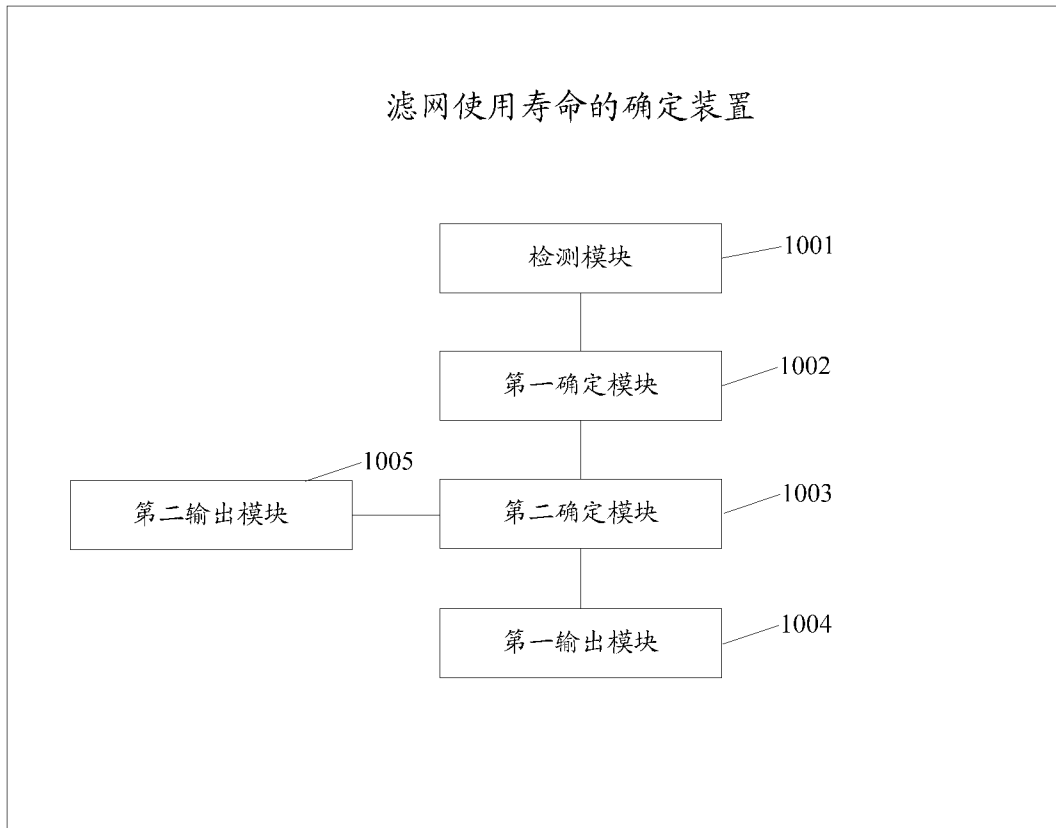 滤网使用寿命的确定装置
检测模块
1001
第一确定模块
1002
1005
第二输出模块
第二确定模块
1003
第一输出模块
1004